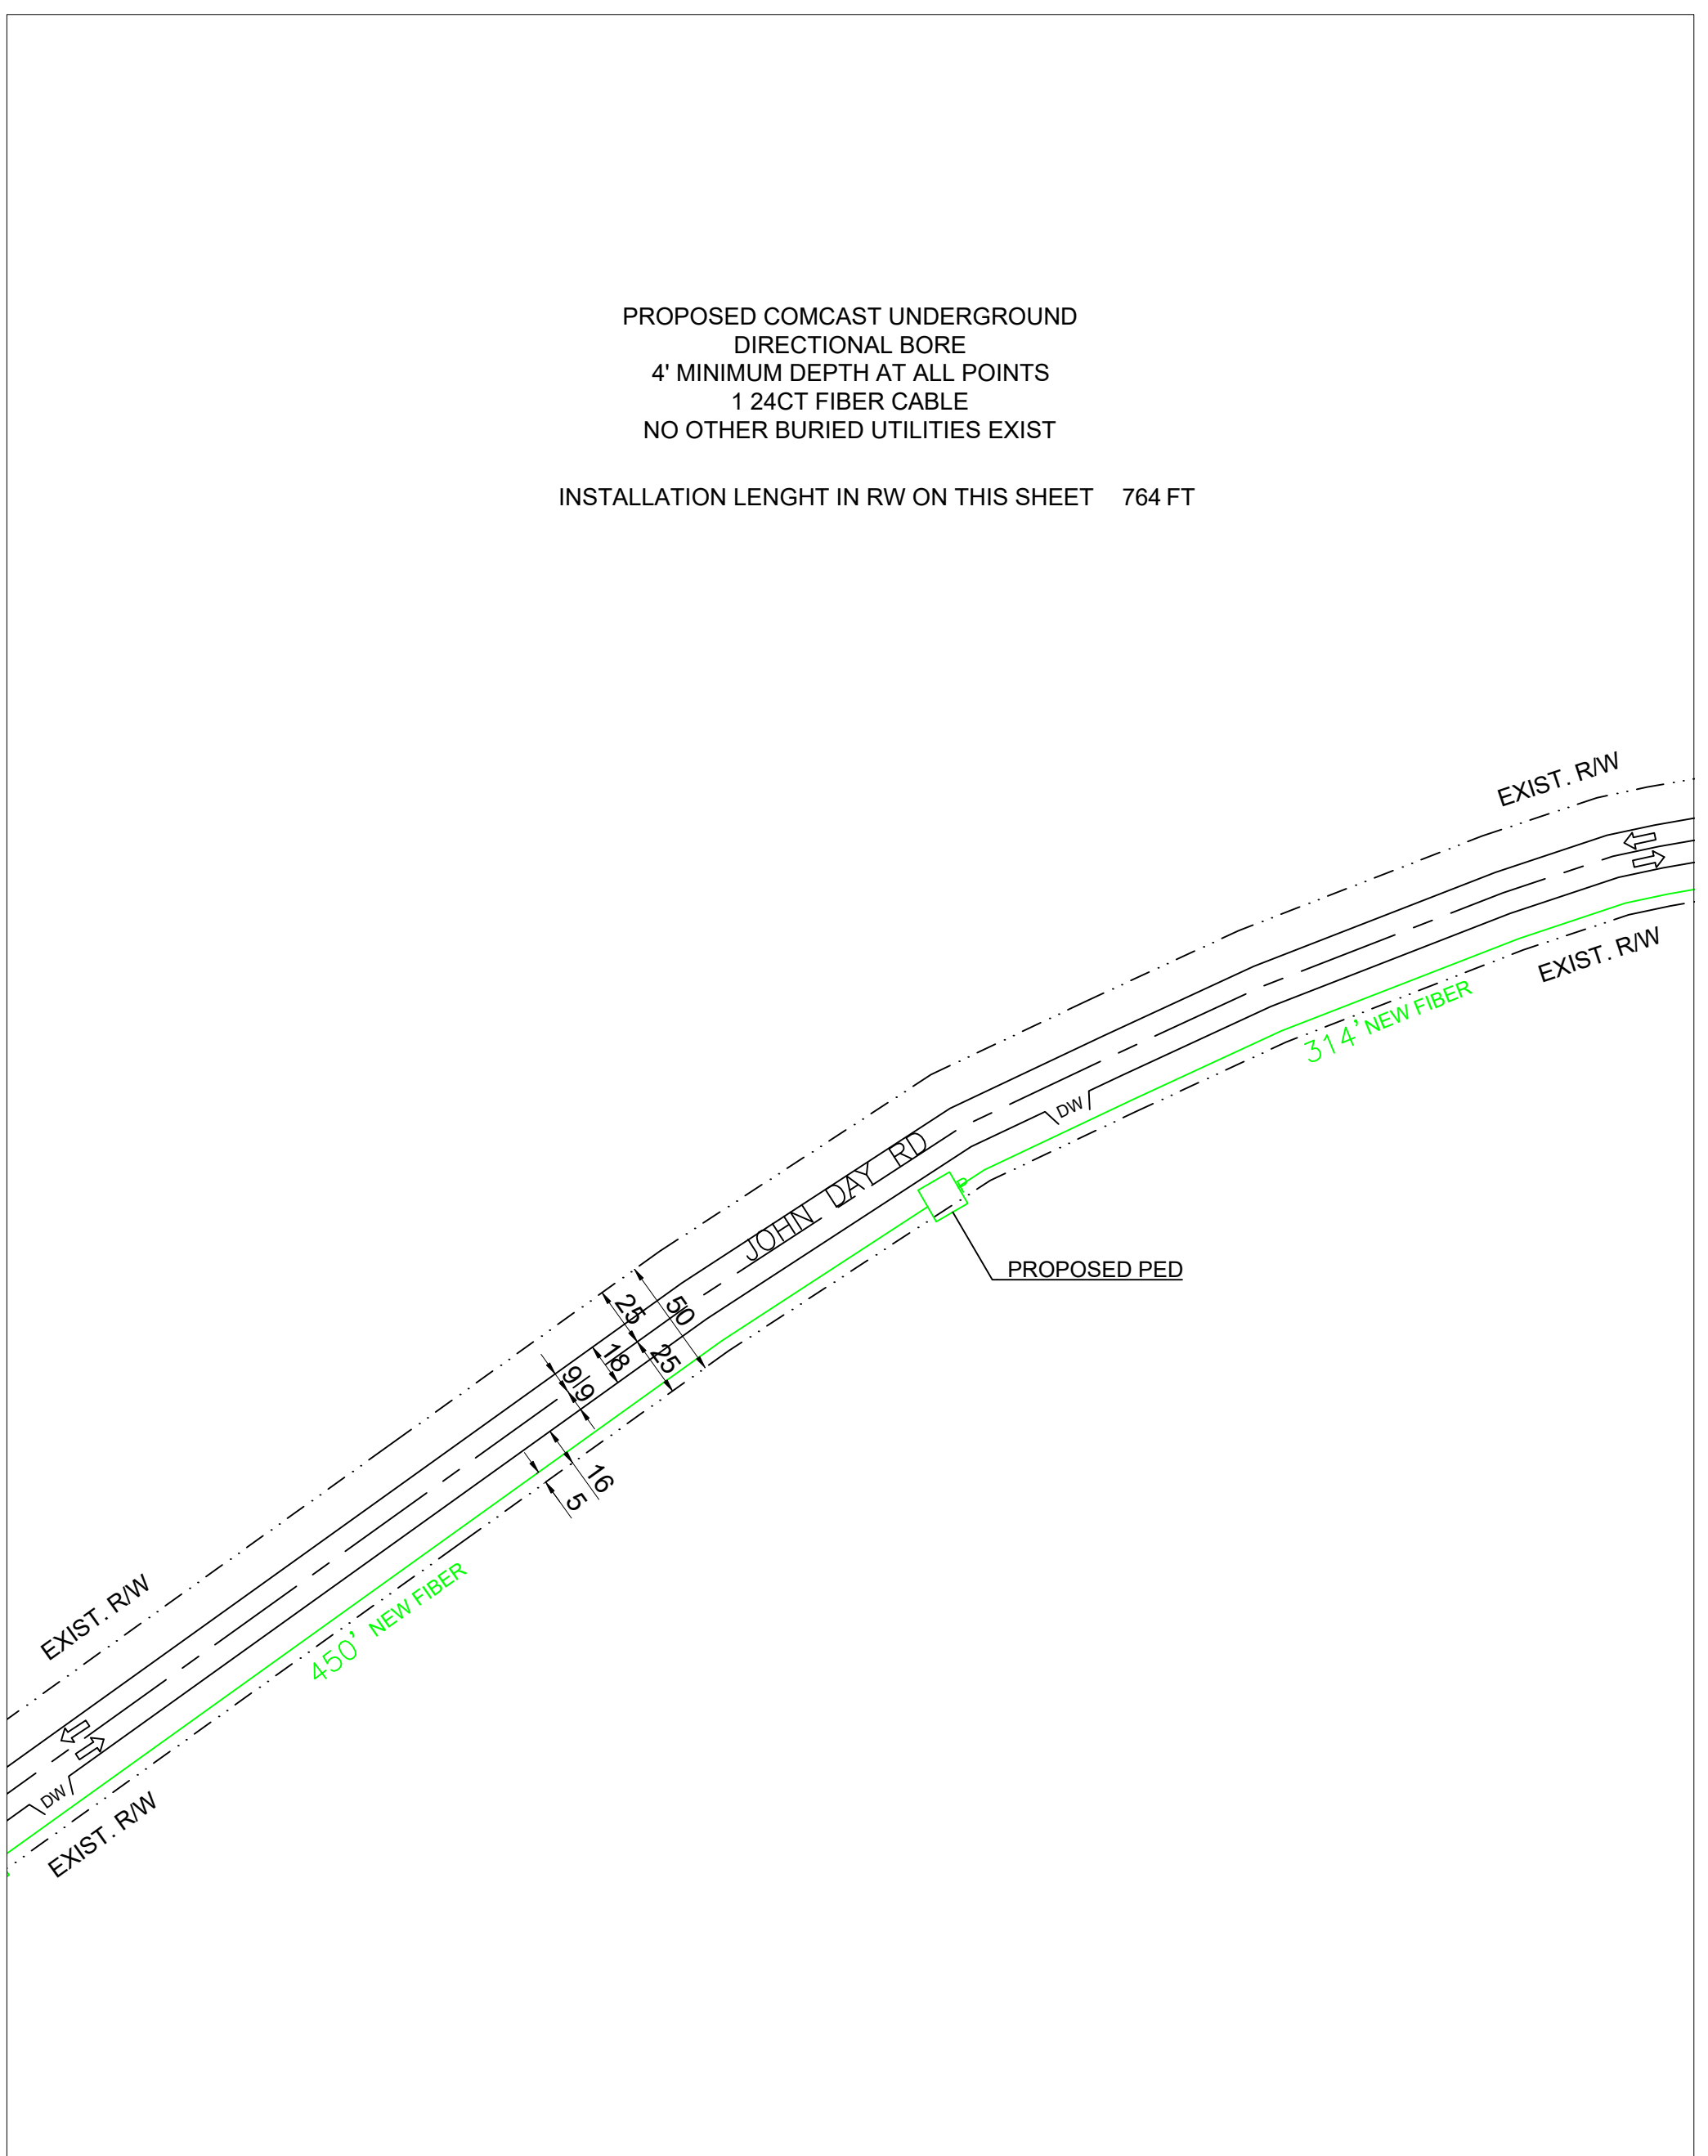 PROPOSED COMCAST UNDERGROUND
DIRECTIONAL BORE
4' MINIMUM DEPTH AT ALL POINTS
1 24CT FIBER CABLE
NO OTHER BURIED UTILITIES EXIST
INSTALLATION LENGHT IN RW ON THIS SHEET 764 FT
EXIST. R/W
EXIST. R/W
314' NEW FIBER
DW
JOHN DAY RD
P
PROPOSED PED
50
25
25
18
9
9
16
5
450' NEW FIBER
EXIST. R/W
DW
EXIST. R/W